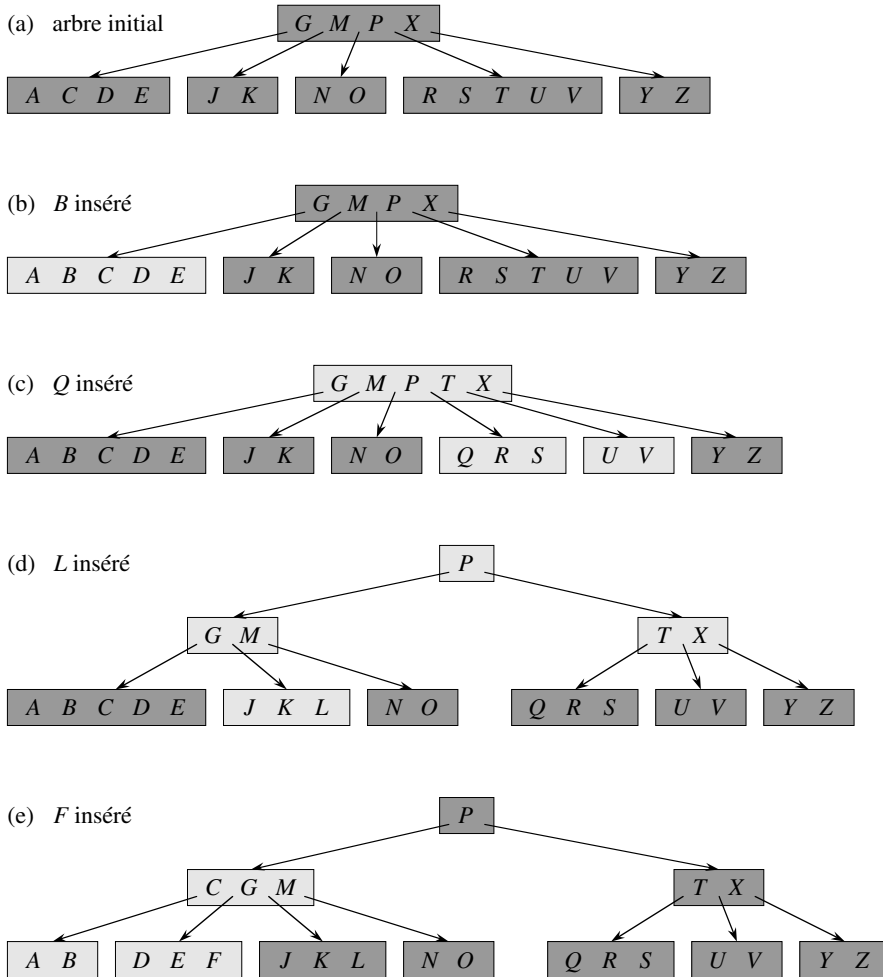 (a) arbre initial
G M P X
A C D E J K N O R S T U V Y Z
(b) B inséré
G M P X
A B C D E J K N O R S T U V Y Z
(c) Q inséré
G M P T X
A B C D E J K N O Q R S U V Y Z
(d) L inséré
P
G M T X
A B C D E J K L N O Q R S U V Y Z
(e) F inséré
P
C G M T X
A B D E F J K L N O Q R S U V Y Z